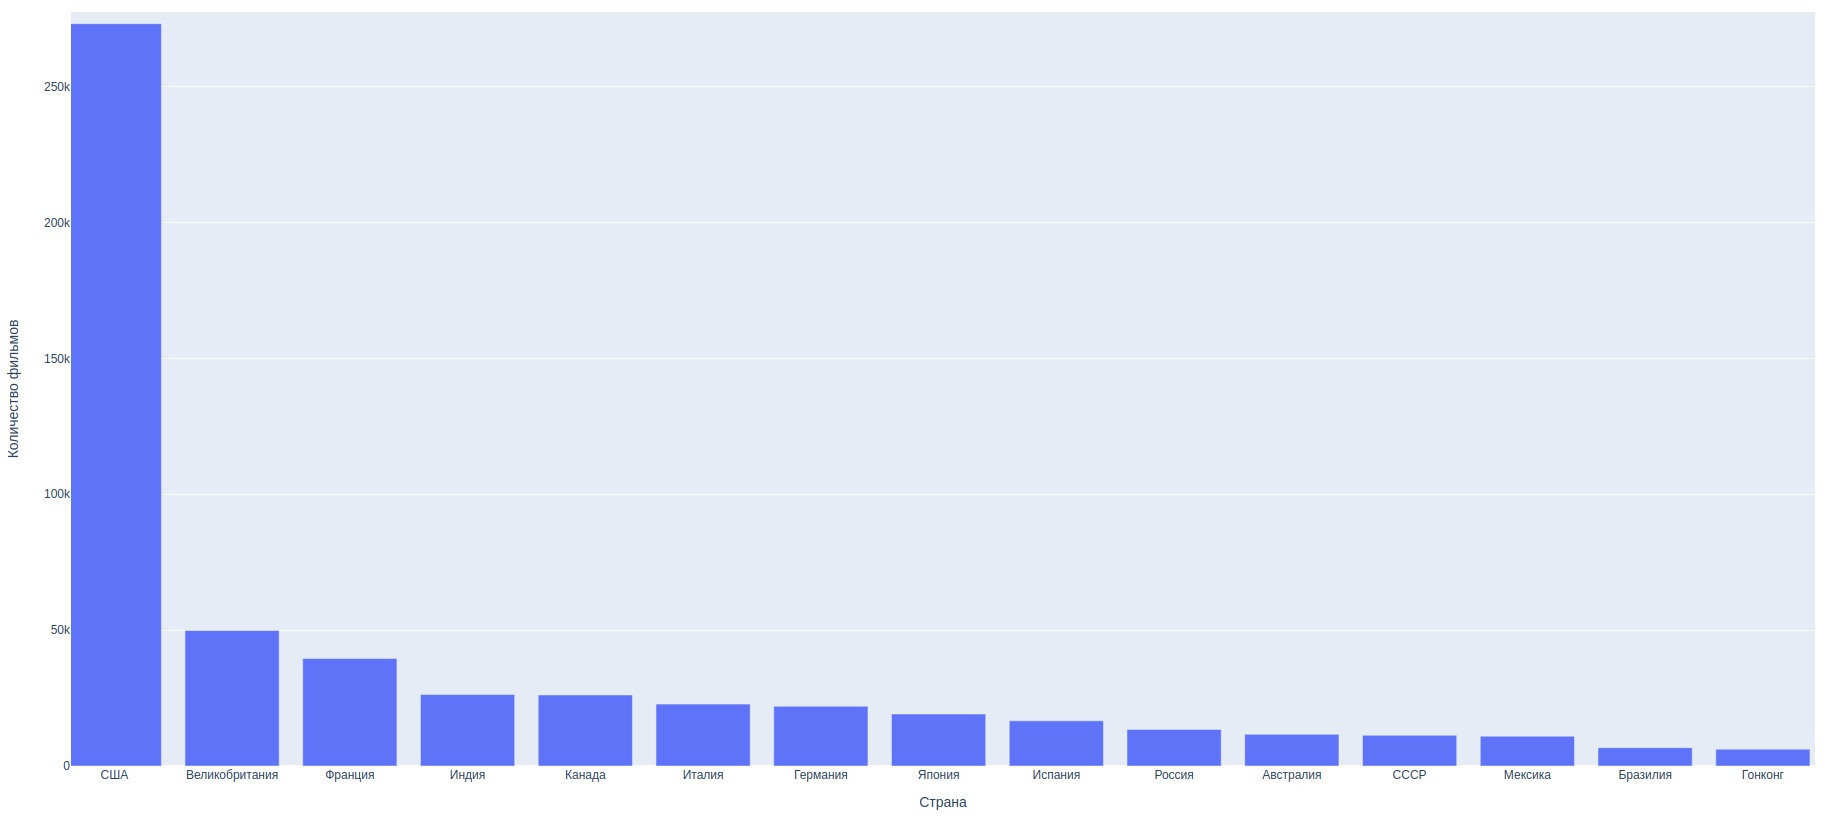 250k
200k
150k
100k
50k
0
Количество фильмов
США Великобритания Франция Индия Канада Италия Германия Япония Испания Россия Австралия СССР Мексика Бразилия Гонконг
Страна